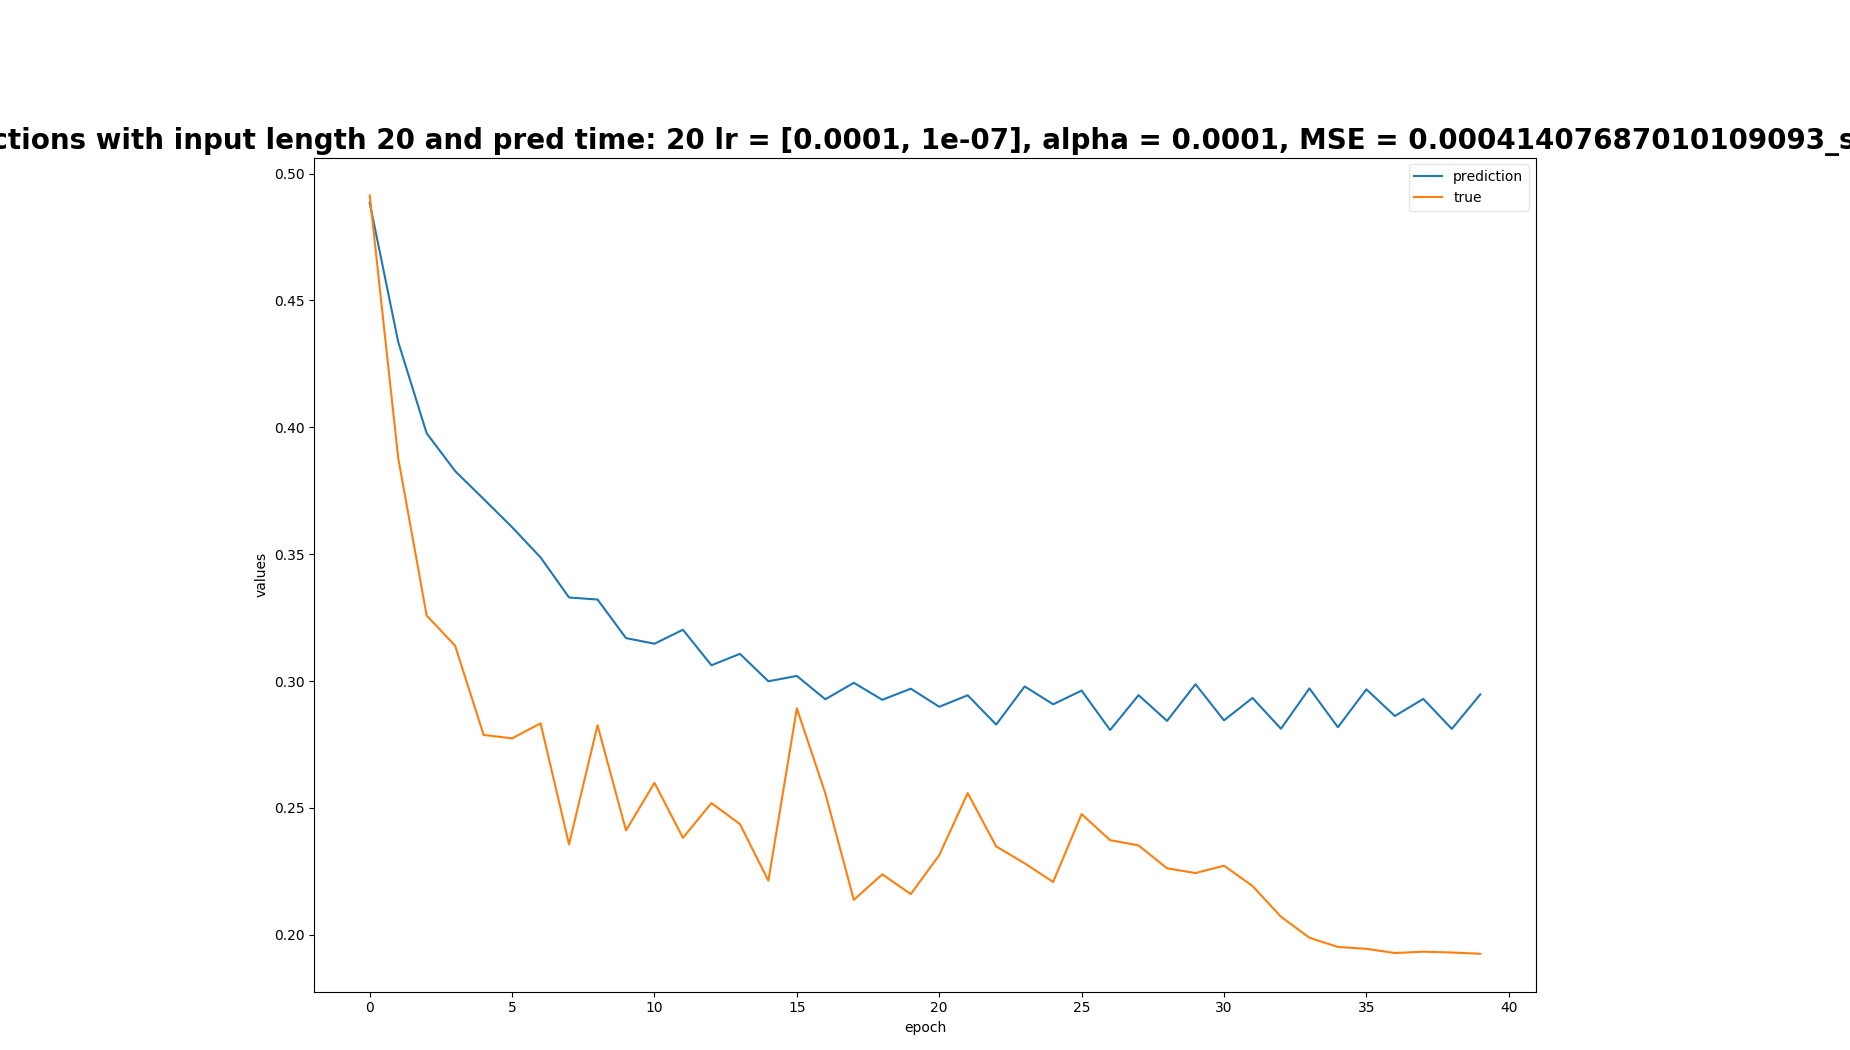 ctions with input length 20 and pred time: 20 lr = [0.0001, 1e-07], alpha = 0.0001, MSE = 0.00041407687010109093_s
prediction
true
0.50
0.45
0.40
0.35
0.30
0.25
0.20
values
0 5 10 15 20 25 30 35 40
epoch